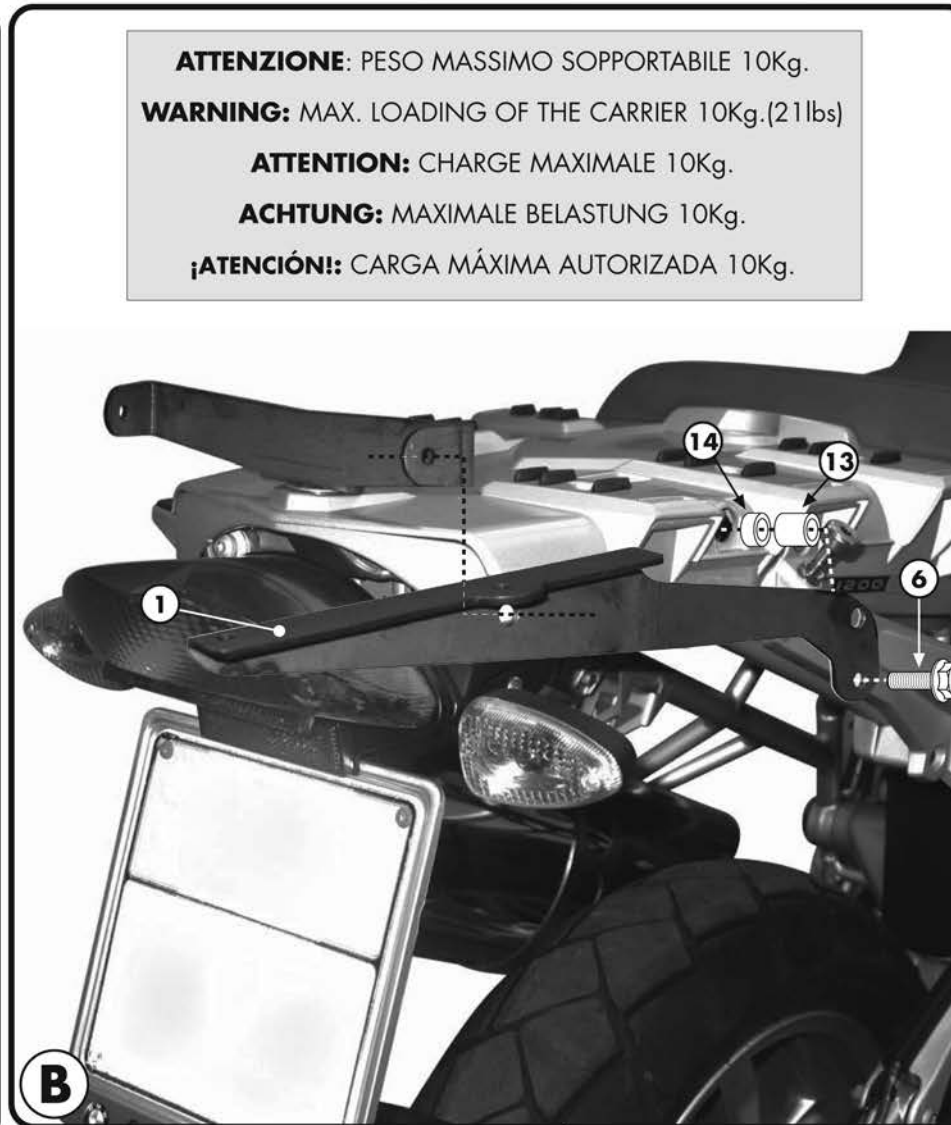 ATTENZIONE: PESO MASSIMO SOPPORTABILE 10Kg.
WARNING: MAX. LOADING OF THE CARRIER 10Kg.(21lbs)
ATTENTION: CHARGE MAXIMALE 10Kg.
ACHTUNG: MAXIMALE BELASTUNG 10Kg.
¡ATENCIÓN!: CARGA MÁXIMA AUTORIZADA 10Kg.
14
13
1200
6
1
B